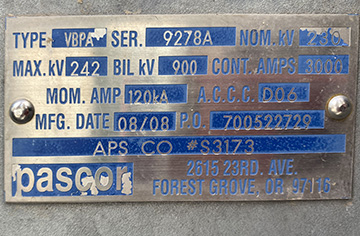 TYPE VBPA SER. 9278A NOM. kV 230
MAX. kV 242 BIL kV 900 CONT. AMPS 3000
MOM. AMP 120kA A.C.C.C. D06
MFG. DATE 08/08 P.O. 700522729
APS CO #S3173
pascor
2615 23RD. AVE.
FOREST GROVE, OR. 97116